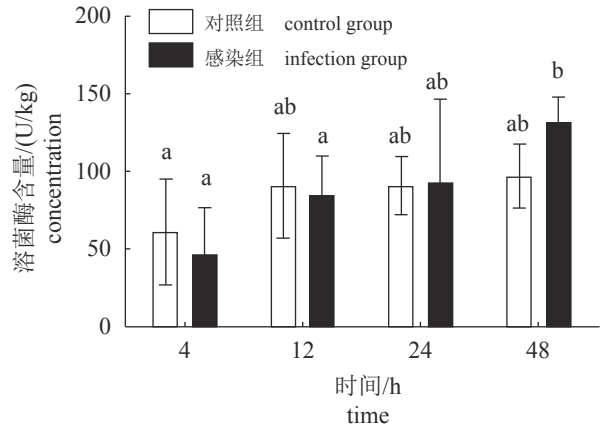 200
150
100
50
0
溶菌酶含量/(U/kg)
concentration
对照组 control group
感染组 infection group
a
a
ab
a
ab
ab
ab
b
4
12
24
48
时间/h
time